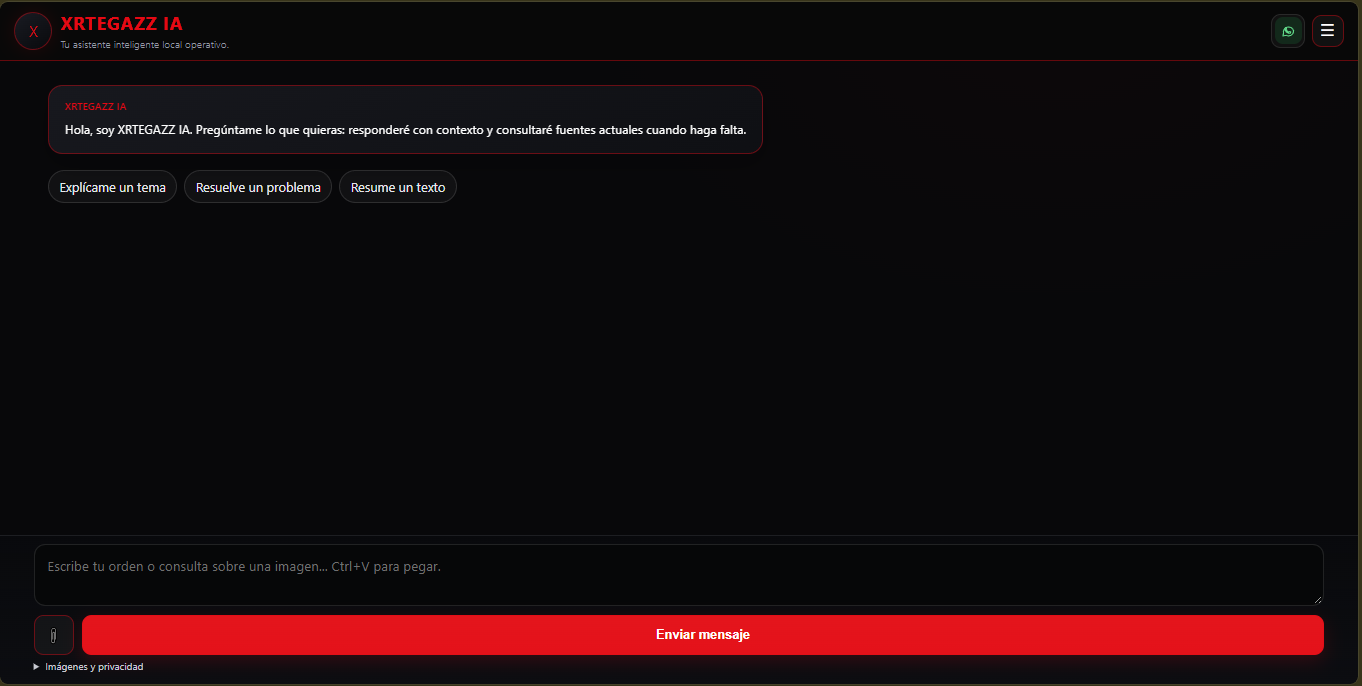 X
XRTEGAZZ IA
Tu asistente inteligente local operativo.
XRTEGAZZ IA
Hola, soy XRTEGAZZ IA. Pregúntame lo que quieras: responderé con contexto y consultaré fuentes actuales cuando haga falta.
Explícame un tema
Resuelve un problema
Resume un texto
Escribe tu orden o consulta sobre una imagen... Ctrl+V para pegar.
Enviar mensaje
Imágenes y privacidad